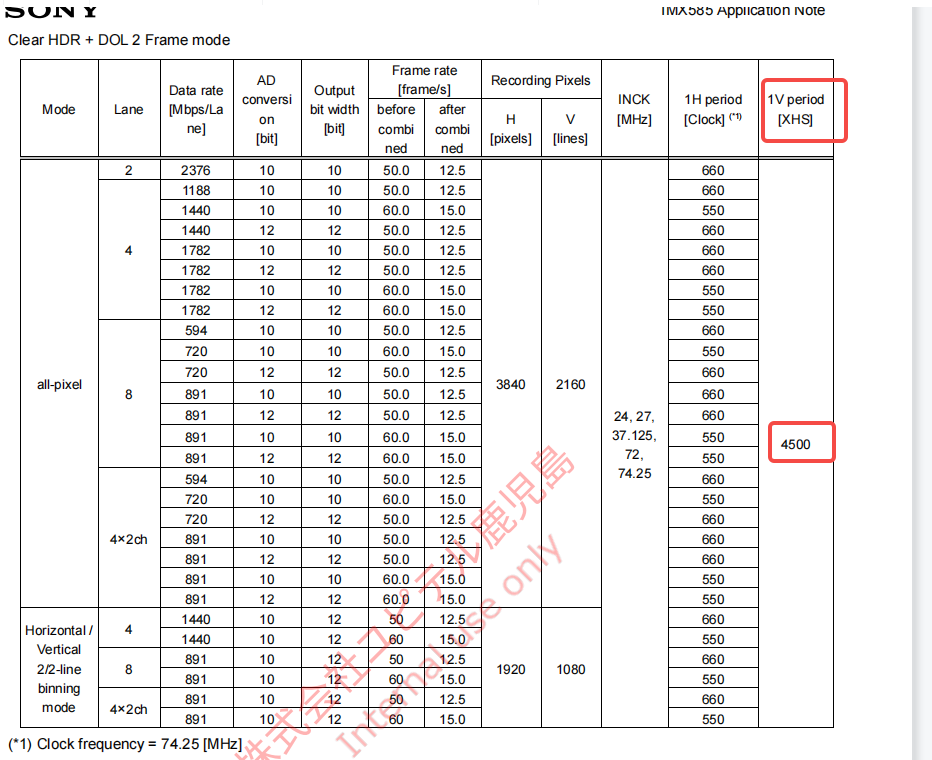 SONY
IMX585 Application Note
Clear HDR + DOL 2 Frame mode
Mode Lane Data rate [Mbps/Lane] AD conversion [bit] Output bit width [bit] Frame rate [frame/s] before combined after combined Recording Pixels H [pixels] V [lines] INCK [MHz] 1H period [Clock] (*1) 1V period [XHS]
all-pixel 2 2376 10 10 50.0 12.5 3840 2160 24, 27, 37.125, 72, 74.25 660 4500
4 1188 10 10 50.0 12.5 660
1440 10 10 60.0 15.0 550
1440 12 12 50.0 12.5 660
1782 10 10 50.0 12.5 660
1782 12 12 50.0 12.5 660
1782 10 10 60.0 15.0 550
1782 12 12 60.0 15.0 550
8 594 10 10 50.0 12.5 660
720 10 10 60.0 15.0 550
720 12 12 60.0 12.5 660
891 10 10 50.0 12.5 660
891 12 12 50.0 12.5 660
891 10 10 60.0 15.0 550
891 12 12 60.0 15.0 550
4×2ch 594 10 10 50.0 12.5 660
720 10 10 60.0 15.0 550
720 12 12 50.0 12.5 660
891 10 10 50.0 12.5 660
891 12 12 50.0 12.5 660
891 10 10 60.0 15.0 550
891 12 12 60.0 15.0 550
Horizontal / Vertical 2/2-line binning mode 4 1440 10 12 50 12.5 1920 1080 660
1440 10 12 60 15.0 550
8 891 10 12 50 12.5 660
891 10 12 60 15.0 550
4×2ch 891 10 12 50 12.5 660
891 10 12 60 15.0 550
(*1) Clock frequency = 74.25 [MHz]
株式会社ユピテル鹿児島
Internal use only